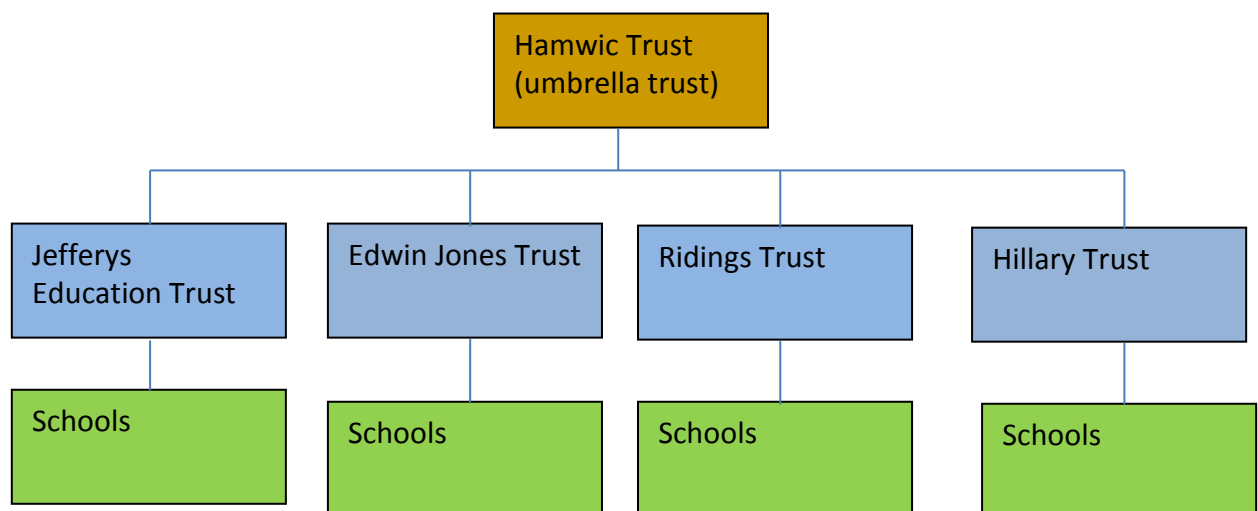 Hamwic Trust
(umbrella trust)
Jefferys
Education Trust
Edwin Jones Trust
Ridings Trust
Hillary Trust
Schools
Schools
Schools
Schools